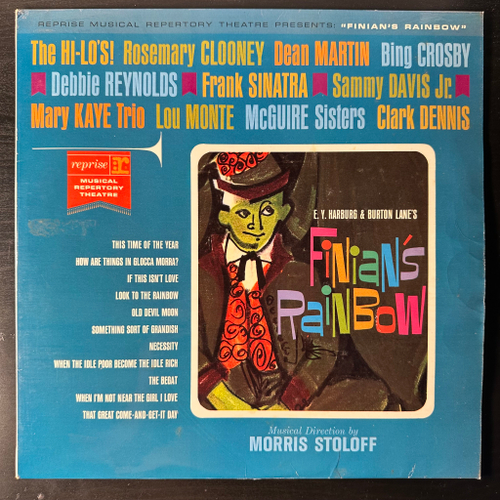 REPRISE MUSICAL REPERTORY THEATRE PRESENTS: "FINIAN'S RAINBOW"
The HI-LO'S! Rosemary CLOONEY Dean MARTIN Bing CROSBY
Debbie REYNOLDS Frank SINATRA Sammy DAVIS Jr.
Mary KAYE Trio Lou MONTE McGUIRE Sisters Clark DENNIS
reprise r
MUSICAL
REPERTORY
THEATRE
THIS TIME OF THE YEAR
HOW ARE THINGS IN GLOCCA MORRA?
IF THIS ISN'T LOVE
LOOK TO THE RAINBOW
OLD DEVIL MOON
SOMETHING SORT OF GRANDISH
NECESSITY
WHEN THE IDLE POOR BECOME THE IDLE RICH
THE BEGAT
WHEN I'M NOT NEAR THE GIRL I LOVE
THAT GREAT COME-AND-GET-IT DAY
E. Y. HARBURG & BURTON LANE'S
FiNiAN'S
RAiNBOW
Musical Direction by
MORRIS STOLOFF